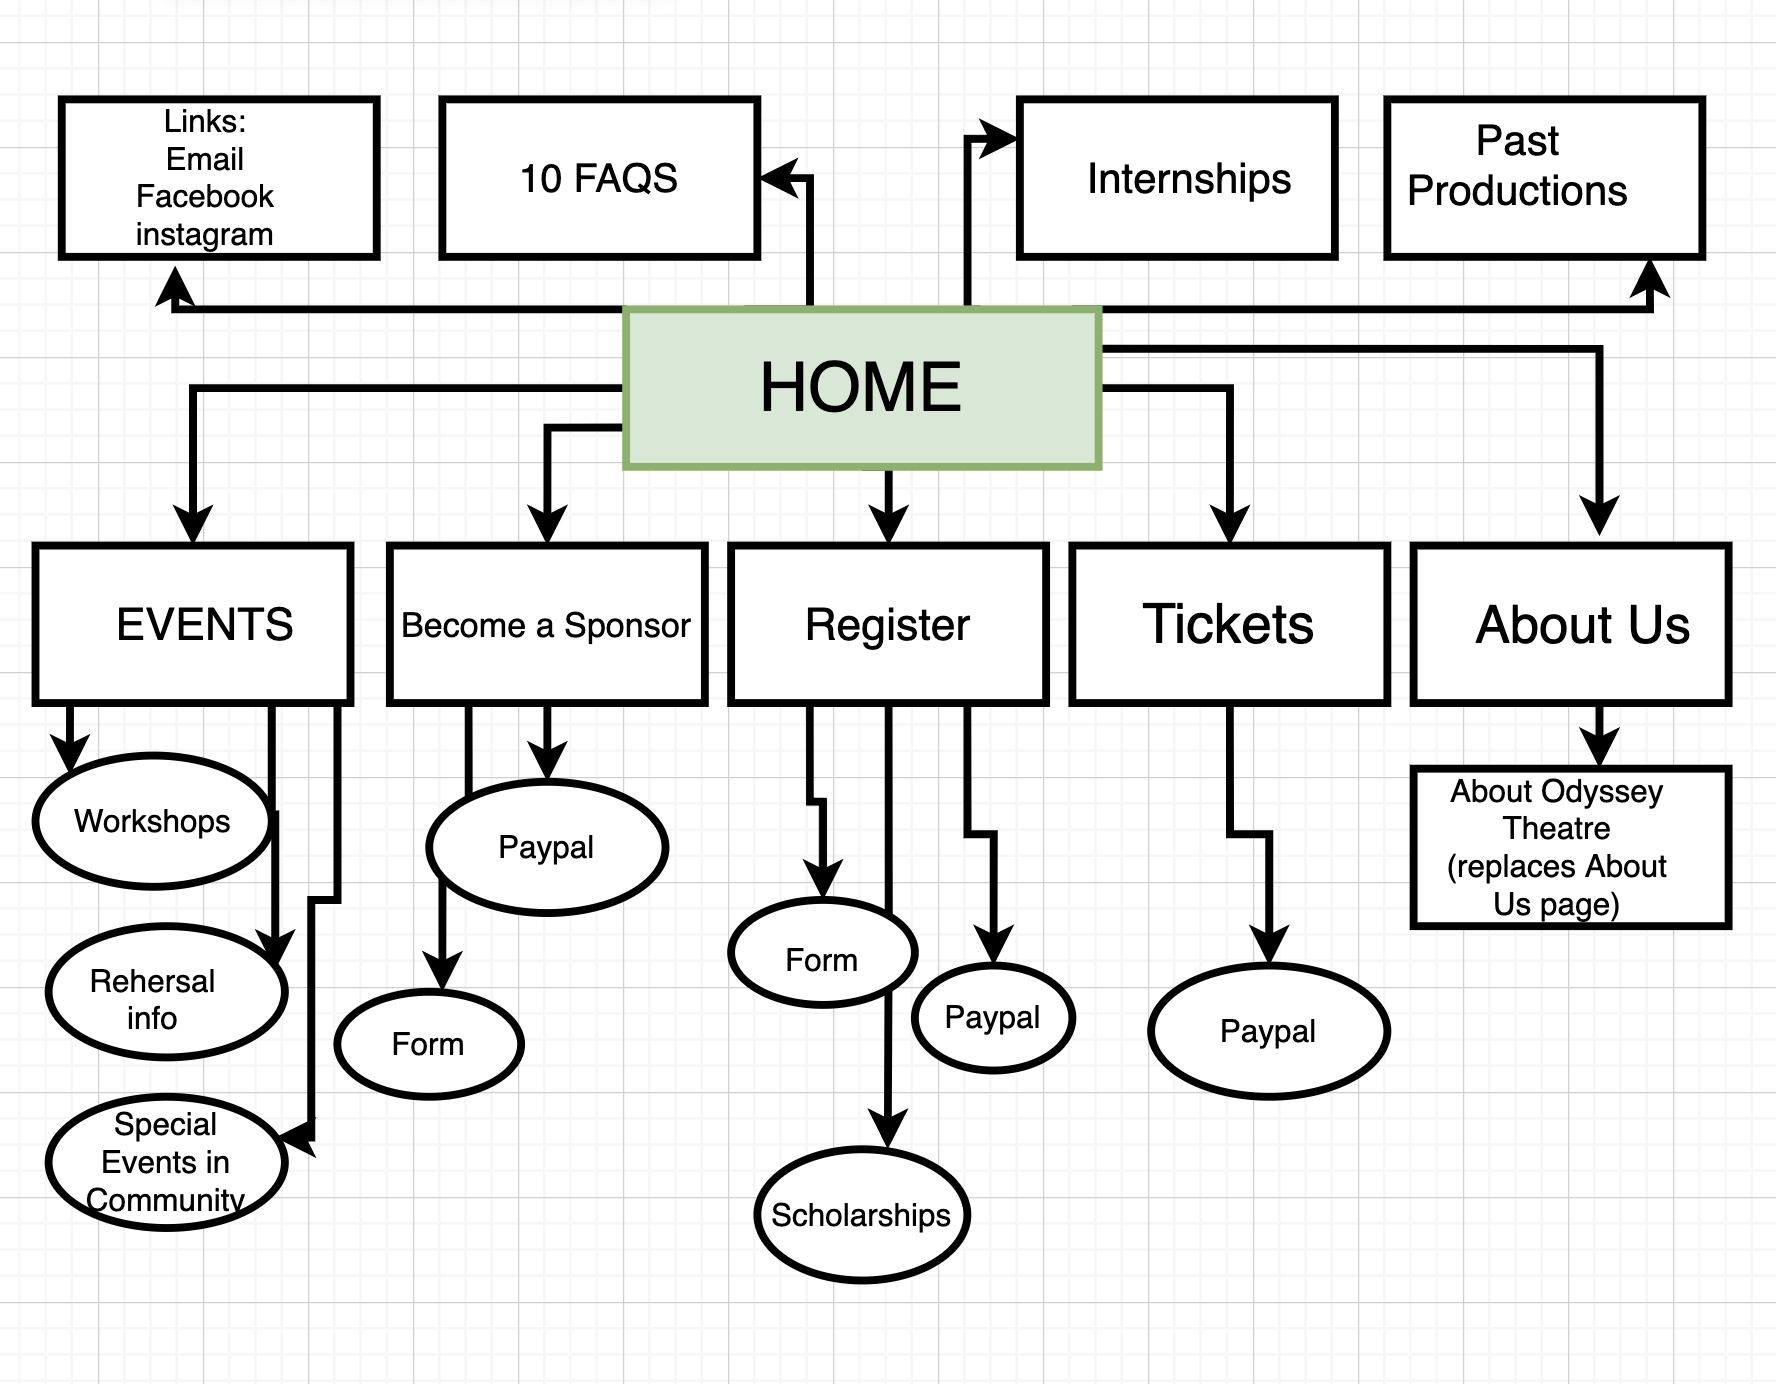 Links:
Email
Facebook
instagram
10 FAQS
Internships
Past
Productions
HOME
EVENTS
Become a Sponsor
Register
Tickets
About Us
Workshops
Rehersal
info
Special
Events in
Community
Paypal
Form
Form
Paypal
Scholarships
Paypal
About Odyssey
Theatre
(replaces About
Us page)